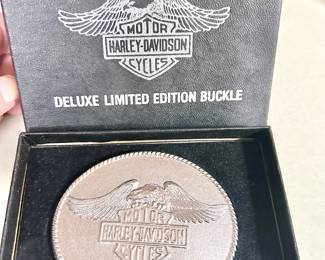 MOTOR
HARLEY-DAVIDSON
CYCLES
DELUXE LIMITED EDITION BUCKLE
MOTOR
HARLEY-DAVIDSON
CYCLES